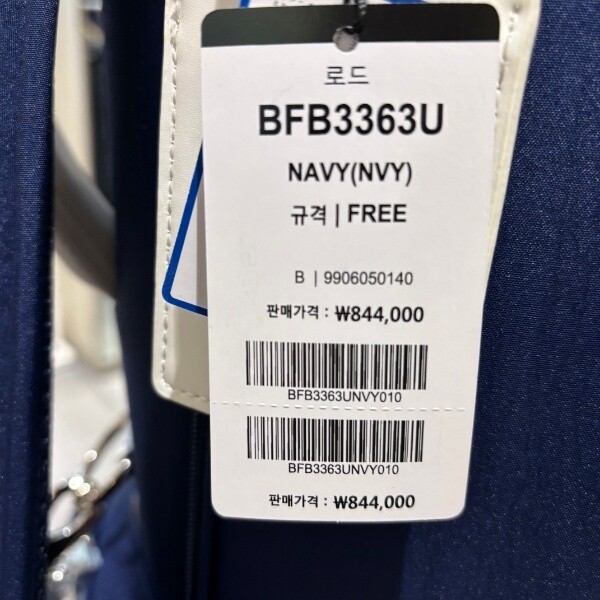 로드
BFB3363U
NAVY(NVY)
규격 | FREE
B | 9906050140
판매가격 : ₩844,000
BFB3363UNVY010
BFB3363UNVY010
판매가격 : ₩844,000